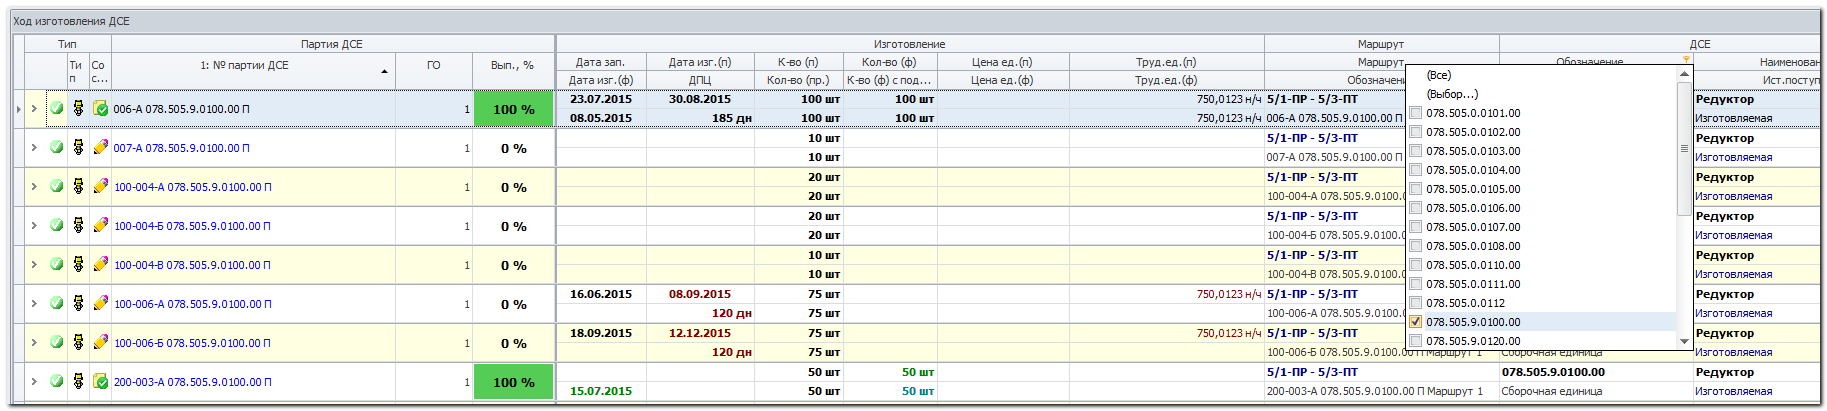 Ход изготовления ДСЕ
Тип Партия ДСЕ Изготовление Маршрут ДСЕ
Ти п Со с... 1: № партии ДСЕ ГО Вып., % Дата зап. Дата изг.(п) К-во (п) Кол-во (ф) Цена ед.(п) Труд.ед.(п) Маршрут Обозначение Наименован
Дата изг.(ф) ДПЦ Кол-во (пр.) К-во (ф) с под... Цена ед.(ф) Труд.ед.(ф) Обозначени Ист.поступ
23.07.2015 30.08.2015 100 шт 100 шт 750,0123 н/ч 5/1-ПР - 5/3-ПТ Редуктор
006-А 078.505.9.0100.00 П 1 100 %
08.05.2015 185 дн 100 шт 100 шт 750,0123 н/ч 006-А 078.505.9.0100.00 П Изготовляемая
10 шт 5/1-ПР - 5/3-ПТ Редуктор
007-А 078.505.9.0100.00 П 1 0 %
10 шт 007-А 078.505.9.0100.00 П Изготовляемая
20 шт 5/1-ПР - 5/3-ПТ Редуктор
100-004-А 078.505.9.0100.00 П 1 0 %
20 шт 100-004-А 078.505.9.0100.0 Изготовляемая
20 шт 5/1-ПР - 5/3-ПТ Редуктор
100-004-Б 078.505.9.0100.00 П 1 0 %
20 шт 100-004-Б 078.505.9.0100.0 Изготовляемая
10 шт 5/1-ПР - 5/3-ПТ Редуктор
100-004-В 078.505.9.0100.00 П 1 0 %
10 шт 100-004-В 078.505.9.0100.0 Изготовляемая
16.06.2015 08.09.2015 75 шт 750,0123 н/ч 5/1-ПР - 5/3-ПТ Редуктор
100-006-А 078.505.9.0100.00 П 1 0 %
120 дн 75 шт 100-006-А 078.505.9.0100.0 Изготовляемая
18.09.2015 12.12.2015 75 шт 750,0123 н/ч 5/1-ПР - 5/3-ПТ Редуктор
100-006-Б 078.505.9.0100.00 П 1 0 %
120 дн 75 шт 100-006-Б 078.505.9.0100.00 П Маршрут 1 Сборочная единица Изготовляемая
50 шт 50 шт 5/1-ПР - 5/3-ПТ 078.505.9.0100.00 Редуктор
200-003-А 078.505.9.0100.00 П 1 100 %
15.07.2015 50 шт 50 шт 200-003-А 078.505.9.0100.00 П Маршрут 1 Сборочная единица Изготовляемая
(Все)
(Выбор...)
078.505.0.0101.00
078.505.0.0102.00
078.505.0.0103.00
078.505.0.0104.00
078.505.0.0105.00
078.505.0.0106.00
078.505.0.0107.00
078.505.0.0108.00
078.505.0.0110.00
078.505.0.0111.00
078.505.0.0112
078.505.9.0100.00
078.505.9.0120.00